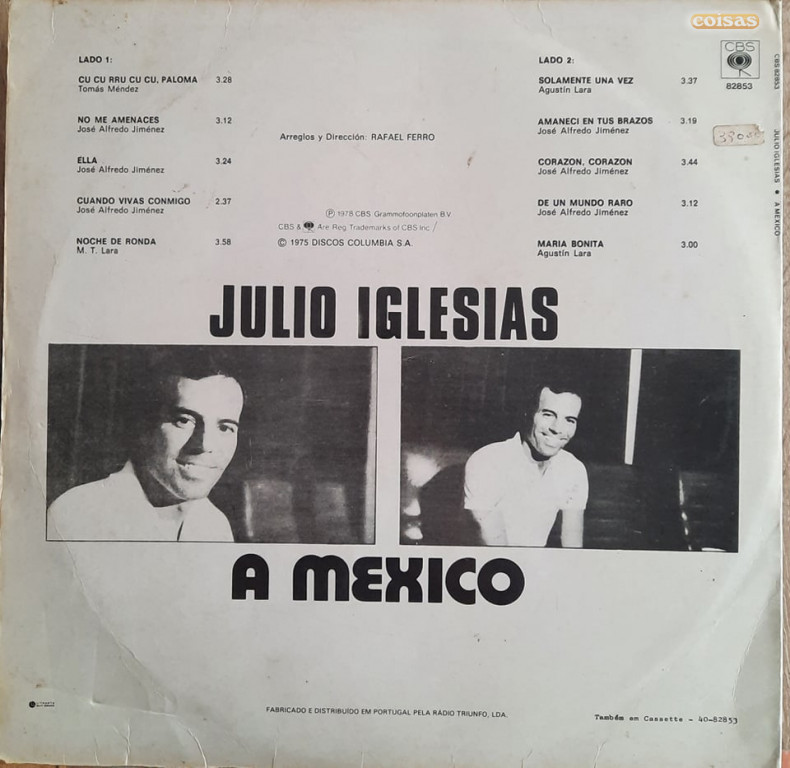 coisas
CBS
82853
LADO 1:
CU CU RRU CU CU, PALOMA 3.28
Tomás Méndez
NO ME AMENACES 3.12
José Alfredo Jiménez
ELLA 3.24
José Alfredo Jiménez
CUANDO VIVAS CONMIGO 2.37
José Alfredo Jiménez
NOCHE DE RONDA 3.58
M. T. Lara
Arreglos y Dirección: RAFAEL FERRO
Ⓟ 1978 CBS Grammofoonplaten B.V
CBS & Are Reg. Trademarks of CBS Inc /
© 1975 DISCOS COLUMBIA S.A.
LADO 2:
SOLAMENTE UNA VEZ 3.37
Agustín Lara
AMANECI EN TUS BRAZOS 3.19
José Alfredo Jiménez
CORAZON, CORAZON 3.44
José Alfredo Jiménez
DE UN MUNDO RARO 3.12
José Alfredo Jiménez
MARIA BONITA 3.00
Agustín Lara
CBS 82853 JULIO IGLESIAS ★ A MEXICO
JULIO IGLESIAS
A MEXICO
FABRICADO E DISTRIBUÍDO EM PORTUGAL PELA RÁDIO TRIUNFO, LDA.
Também em Cassette - 40-82853